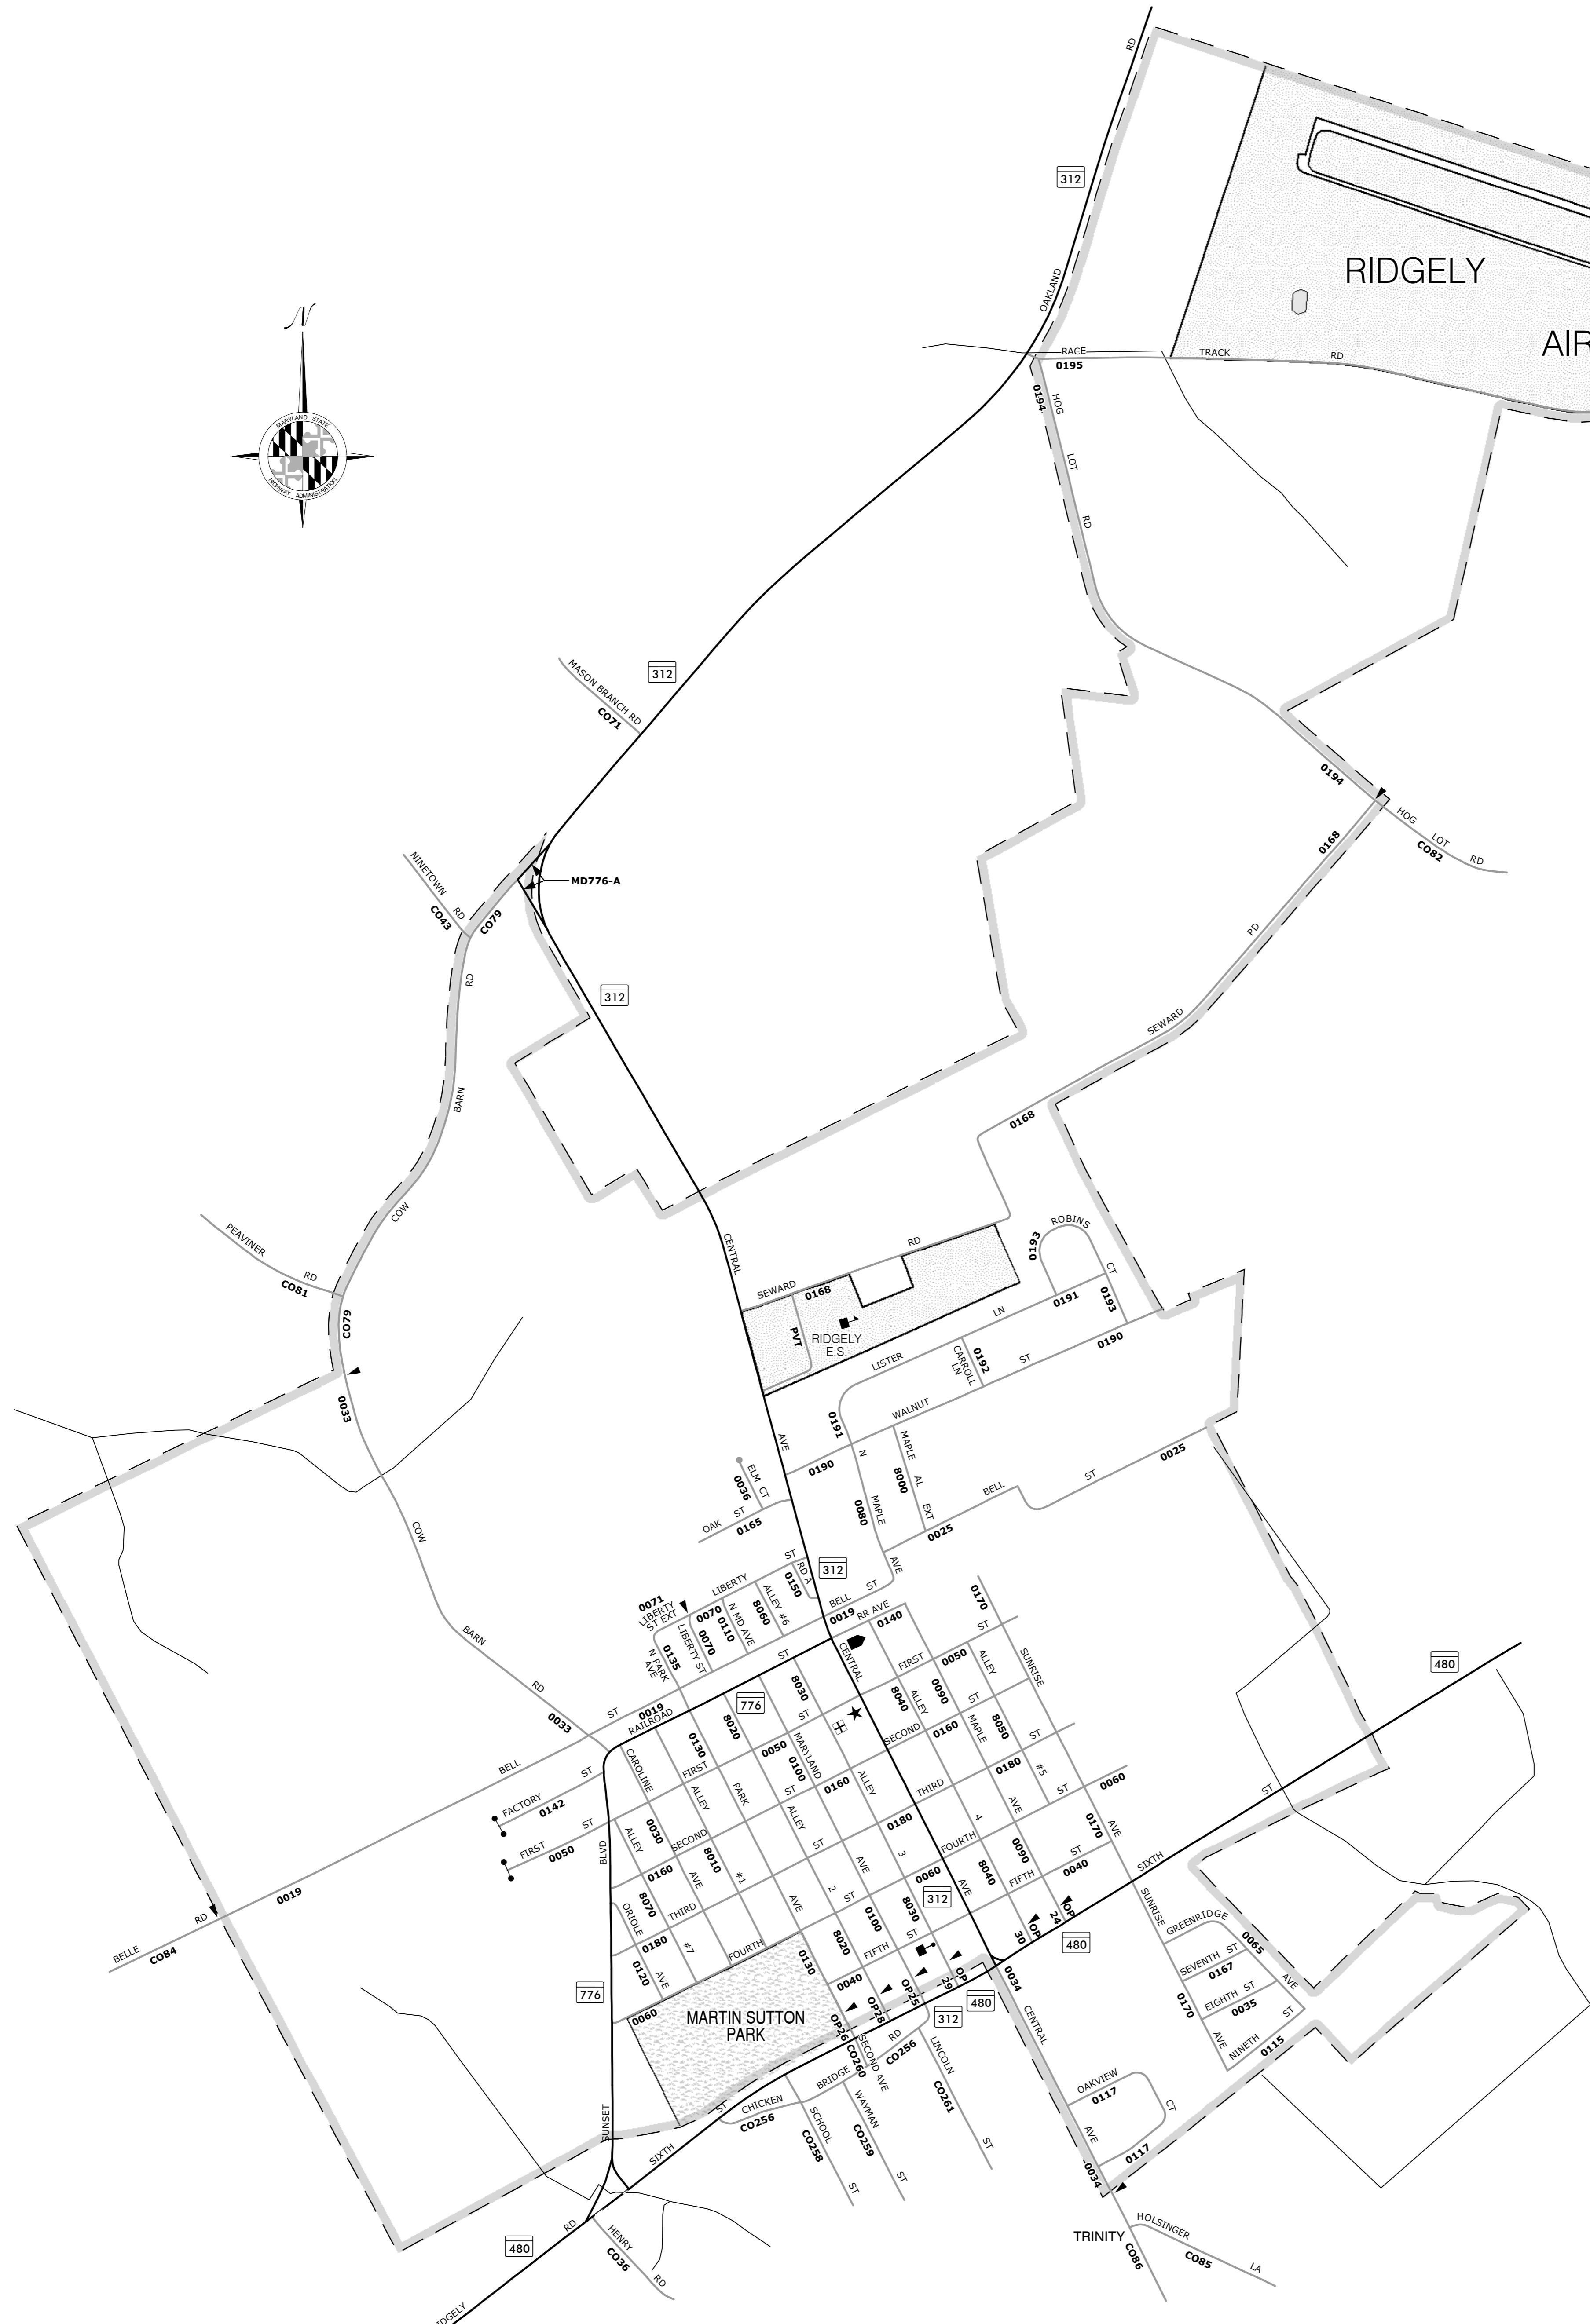 RD
312
RIDGELY
OAKLAND
AIR
RACE
TRACK
RD
0195
0194
HOG
LOT
RD
MARYLAND STATE
HIGHWAY ADMINISTRATION
312
MASON BRANCH RD
CO71
0194
HOG
LOT
RD
CO82
0168
NINETOWN
RD
CO43
CO79
MD776-A
RD
312
RD
SEWARD
0168
BARN
COW
PEAVINER
RD
CO81
CO79
0033
CENTRAL
SEWARD
0168
RD
PVT
RIDGELY
E.S.
ROBINS
0193
CT
0193
LN
0191
0190
LISTER
CARROLL
LN
0192
ST
WALNUT
0191
N
MAPLE
AL
EXT
8000
AVE
0190
ELM CT
0036
OAK
ST
0165
0080
MAPLE
AVE
BELL
ST
0025
0025
COW
312
ST
RD A
LIBERTY
0150
ALLEY #6
8060
0071
LIBERTY
ST EXT
0070
N MD AVE
0110
LIBERTY ST
0070
0135
N PARK
AVE
BELL
ST
0019
RR AVE
0140
0170
BARN
RD
0033
ST
0019
RAILROAD
ST
776
8030
CENTRAL
FIRST
0050
ST
SUNRISE
ALLEY
8040
ALLEY
0090
ST
480
BELL
ST
8020
ST
0050
MARYLAND
0100
SECOND
0160
MAPLE
8050
ST
0130
CAROLINE
FIRST
FACTORY
0142
FIRST
ST
0050
BLVD
ALLEY
PARK
ST
0160
ALLEY
THIRD
0180
#5
ST
0060
ALLEY
0030
SECOND
8010
0160
ALLEY
ST
0180
4
AVE
0170
AVE
ST
AVE
#1
3
FOURTH
0090
ST
0040
8070
ORIOLE
THIRD
0180
2
ST
AVE
0060
8040
FIFTH
SIXTH
0019
RD
BELLE
CO84
#7
FOURTH
AVE
0100
8030
312
AVE
OP
24
SUNRISE
GREENRIDGE
0120
AVE
0130
8020
FIFTH
ST
OP
30
480
0065
SEVENTH ST
0167
776
0060
MARTIN SUTTON
PARK
0040
OP25
OP
29
0034
480
312
EIGHTH ST
0035
AVE
ST
0170
AVE
NINETH
0115
OP28
OP26
CO260
SECOND AVE
RD
CO256
LINCOLN
CO261
ST
CENTRAL
OAKVIEW
0117
CT
BRIDGE
CHICKEN
CO256
ST
SCHOOL
CO258
ST
WAYMAN
CO259
ST
AVE
0117
0034
SUNSET
SIXTH
RD
480
HENRY
CO36
RD
TRINITY
HOLSINGER
CO85
LA
CO86
IDGELY